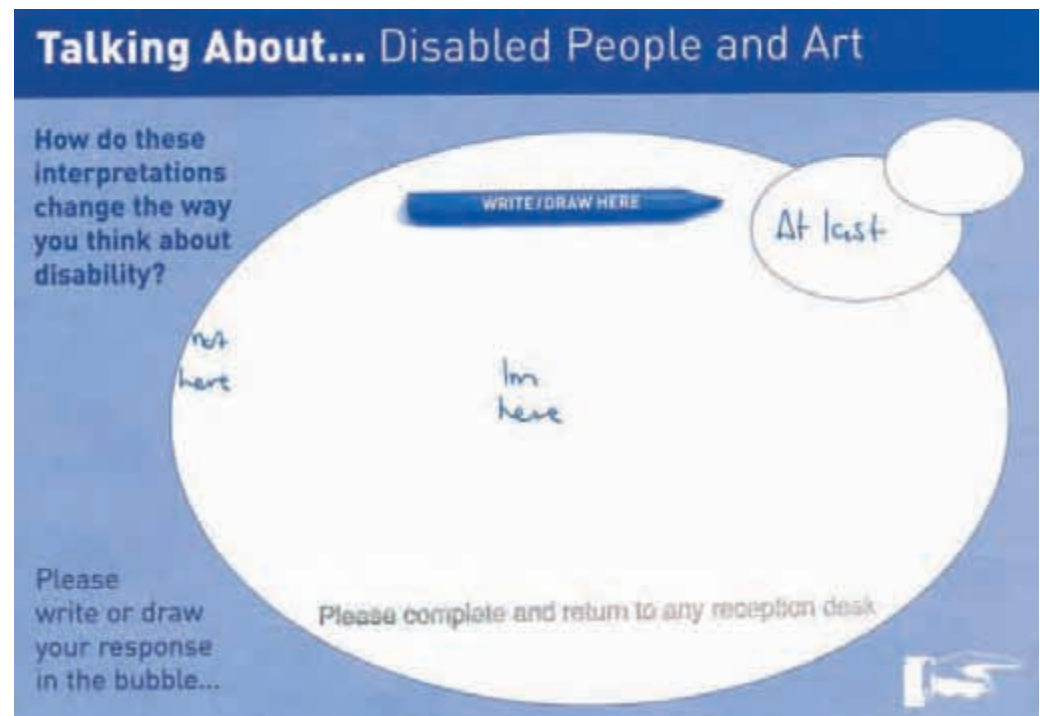 Talking About... Disabled People and Art
How do these
interpretations
change the way
you think about
disability?
WRITE/DRAW HERE
At last
not
here
Im
here
Please
write or draw
your response
in the bubble...
Please complete and return to any reception desk